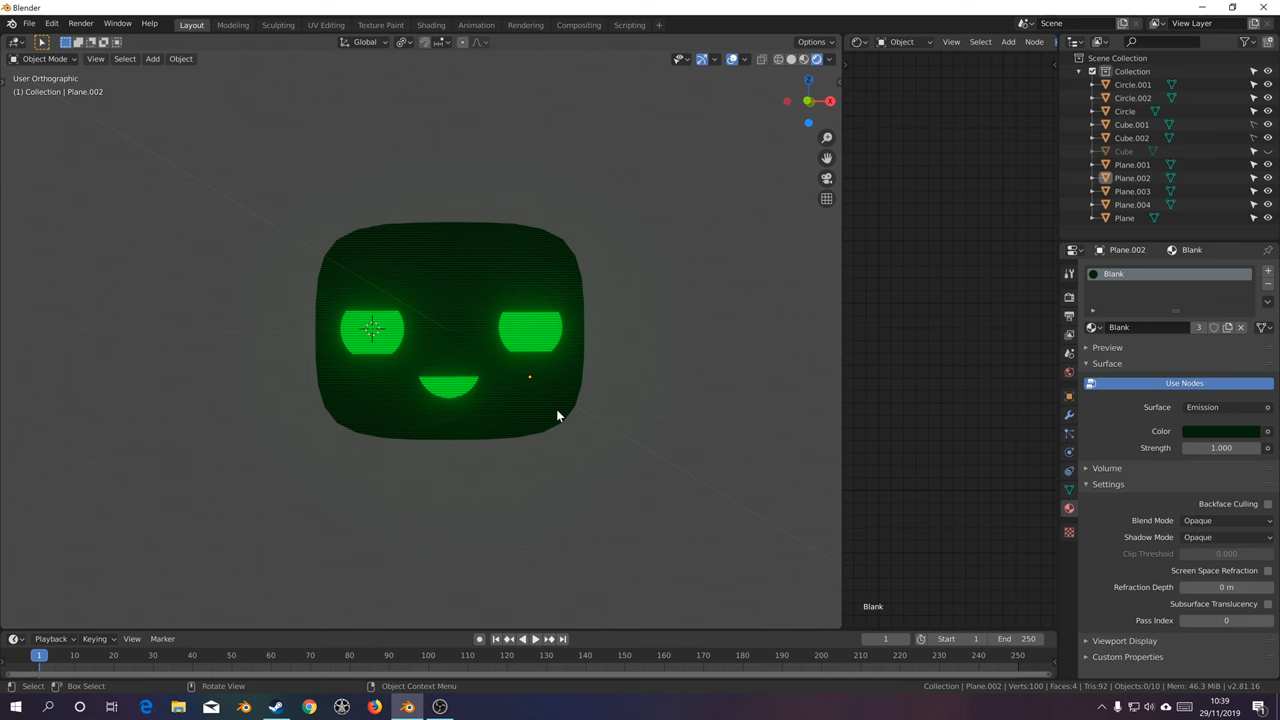 Blender
File Edit Render Window Help Layout Modeling Sculpting UV Editing Texture Paint Shading Animation Rendering Compositing Scripting + Scene View Layer
Global Options Object View Select Add Node
Object Mode View Select Add Object
User Orthographic
(1) Collection | Plane.002
Z
X
Scene Collection
Collection
Circle.001
Circle.002
Circle
Cube.001
Cube.002
Cube
Plane.001
Plane.002
Plane.003
Plane.004
Plane
Plane.002 Blank
Blank
Blank 3
Preview
Surface
Use Nodes
Surface Emission
Color
Strength 1.000
Volume
Settings
Backface Culling
Blend Mode Opaque
Shadow Mode Opaque
Clip Threshold 0.000
Screen Space Refraction
Refraction Depth 0 m
Subsurface Translucency
Pass Index 0
Viewport Display
Custom Properties
Blank
Playback Keying View Marker 1 Start 1 End 250
1 10 20 30 40 50 60 70 80 90 100 110 120 130 140 150 160 170 180 190 200 210 220 230 240 250
Select Box Select Rotate View Object Context Menu Collection | Plane.002 | Verts:100 | Faces:4 | Tris:92 | Objects:0/10 | Mem: 46.3 MiB | v2.81.16
10:39
29/11/2019